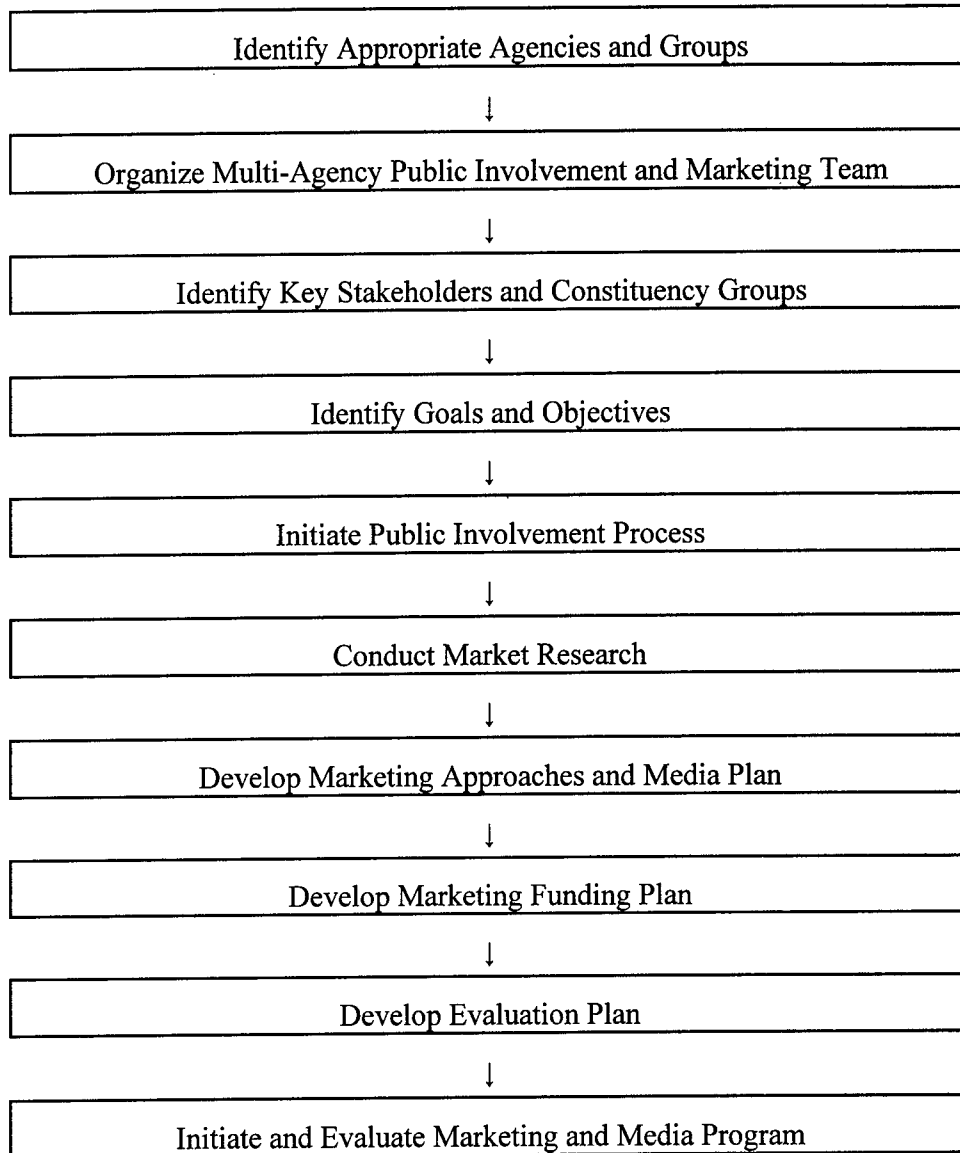 Identify Appropriate Agencies and Groups
↓
Organize Multi-Agency Public Involvement and Marketing Team
↓
Identify Key Stakeholders and Constituency Groups
↓
Identify Goals and Objectives
↓
Initiate Public Involvement Process
↓
Conduct Market Research
↓
Develop Marketing Approaches and Media Plan
↓
Develop Marketing Funding Plan
↓
Develop Evaluation Plan
↓
Initiate and Evaluate Marketing and Media Program